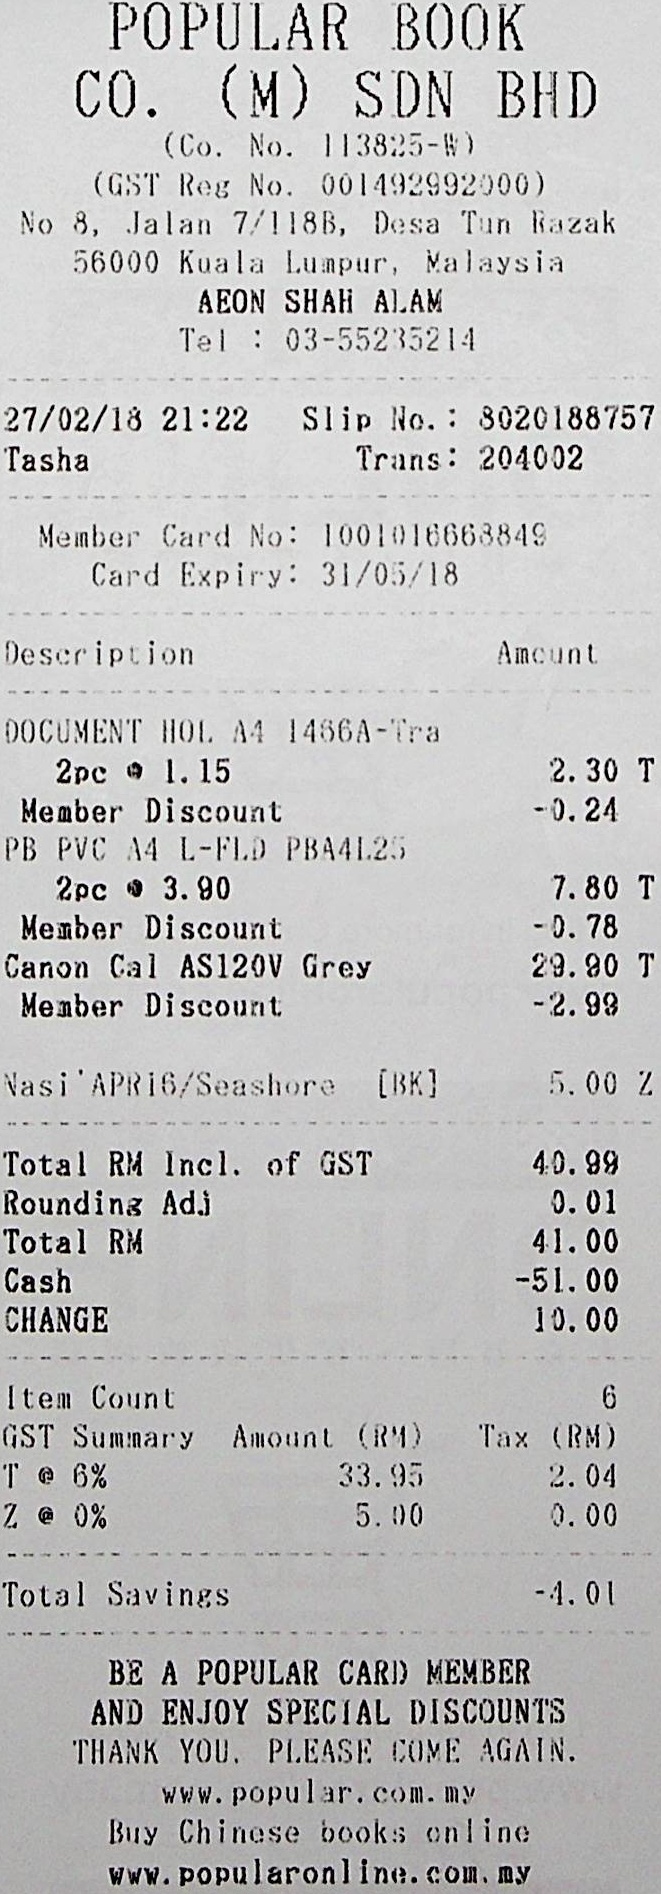 POPULAR BOOK
CO. (M) SDN BHD
(Co. No. 113825-W)
(GST Reg No. 001492992000)
No 8, Jalan 7/118B, Desa Tun Razak
56000 Kuala Lumpur, Malaysia
AEON SHAH ALAM
Tel : 03-55235214
27/02/18 21:22 Slip No.: 8020188757
Tasha Trans: 204002
Member Card No: 1001016668849
Card Expiry: 31/05/18
Description Amount
DOCUMENT HOL A4 1466A-Tra
2pc @ 1.15 2.30 T
Member Discount -0.24
PB PVC A4 L-FLD PBA4L25
2pc @ 3.90 7.80 T
Member Discount -0.78
Canon Cal AS120V Grey 29.90 T
Member Discount -2.99
Nasi'APR16/Seashore [BK] 5.00 Z
Total RM Incl. of GST 40.99
Rounding Adj 0.01
Total RM 41.00
Cash -51.00
CHANGE 10.00
Item Count 6
GST Summary Amount (RM) Tax (RM)
T @ 6% 33.95 2.04
Z @ 0% 5.00 0.00
Total Savings -4.01
BE A POPULAR CARD MEMBER
AND ENJOY SPECIAL DISCOUNTS
THANK YOU. PLEASE COME AGAIN.
www.popular.com.my
Buy Chinese books online
www.popularonline.com.my